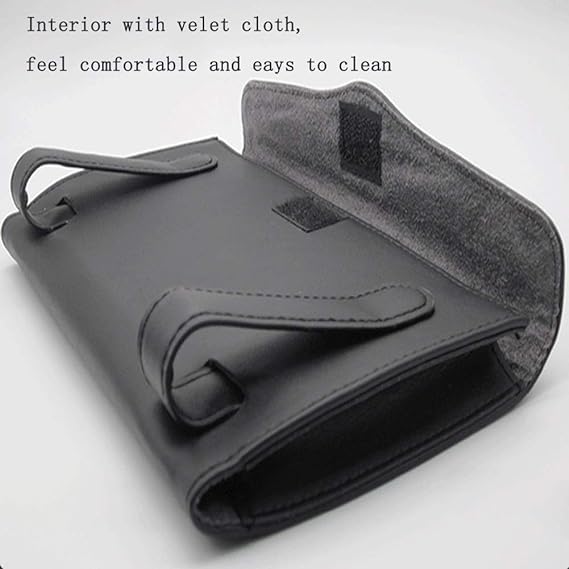 Interior with velet cloth,
feel comfortable and eays to clean